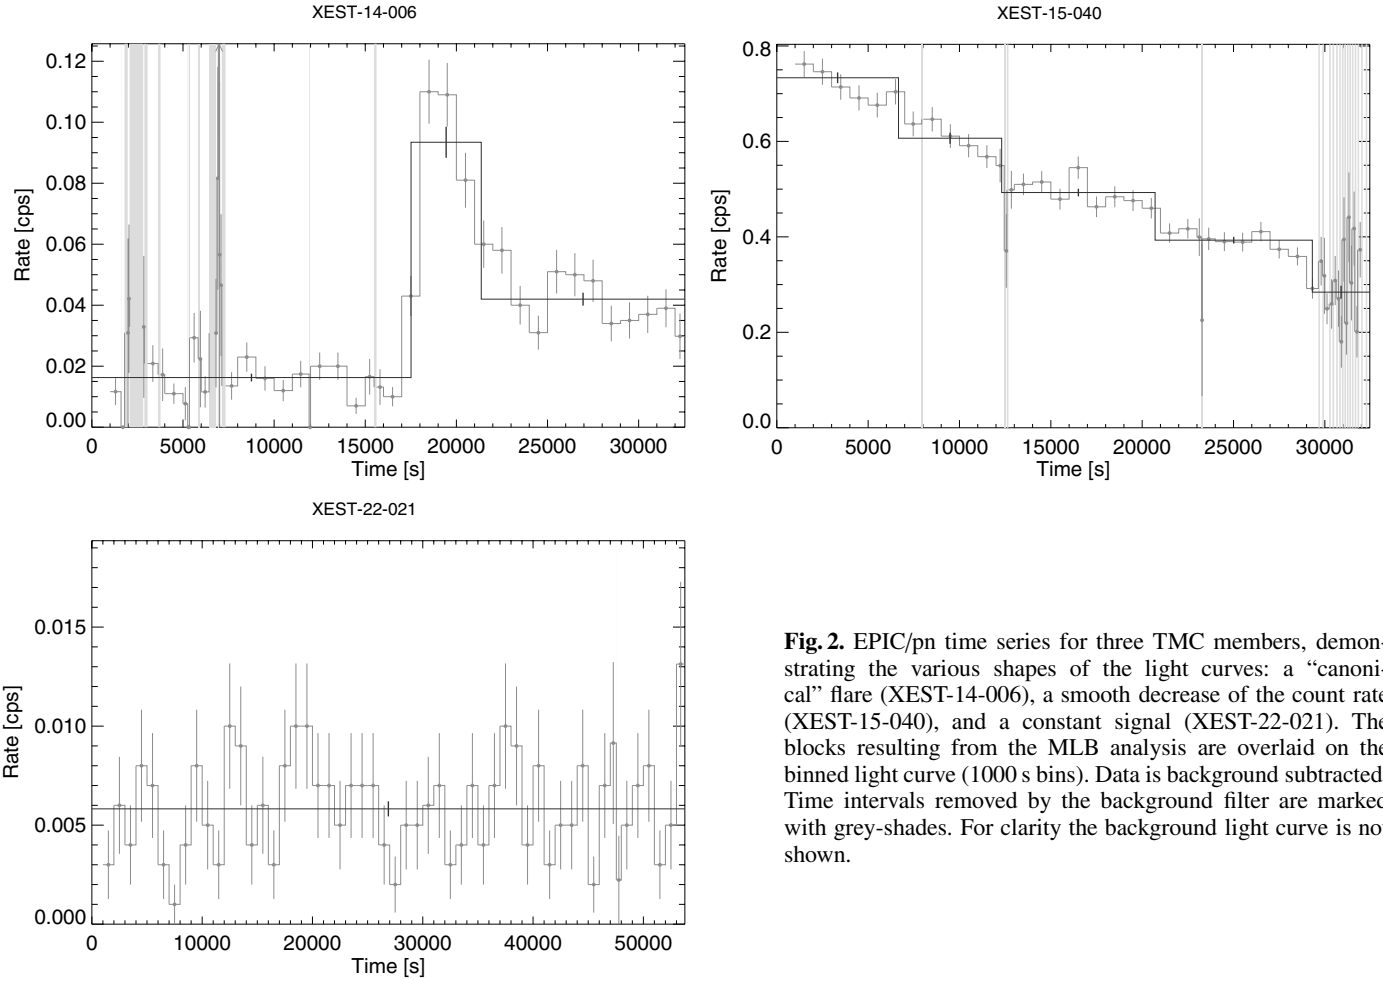 XEST-14-006
0.12
0.10
0.08
0.06
0.04
0.02
0.00
Rate [cps]
0 5000 10000 15000 20000 25000 30000
Time [s]
XEST-15-040
0.8
0.6
0.4
0.2
0.0
Rate [cps]
0 5000 10000 15000 20000 25000 30000
Time [s]
XEST-22-021
0.015
0.010
0.005
0.000
Rate [cps]
0 10000 20000 30000 40000 50000
Time [s]
Fig. 2. EPIC/pn time series for three TMC members, demon-
strating the various shapes of the light curves: a “canoni-
cal” flare (XEST-14-006), a smooth decrease of the count rate
(XEST-15-040), and a constant signal (XEST-22-021). The
blocks resulting from the MLB analysis are overlaid on the
binned light curve (1000 s bins). Data is background subtracted
Time intervals removed by the background filter are marked
with grey-shades. For clarity the background light curve is no
shown.